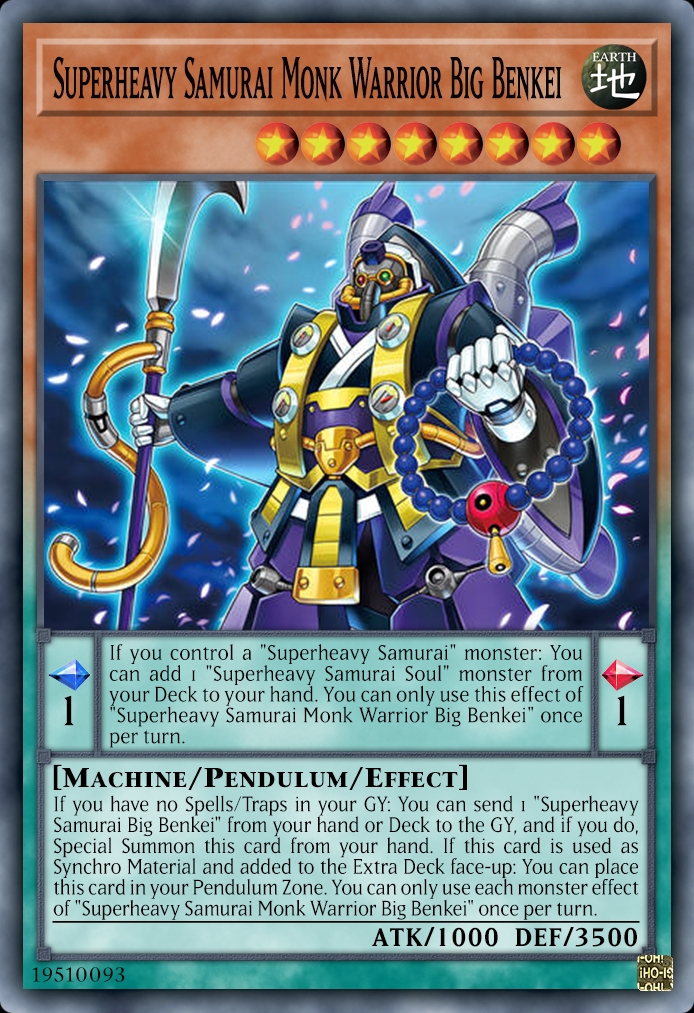 Superheavy Samurai Monk Warrior Big Benkei
EARTH
地
If you control a "Superheavy Samurai" monster: You
can add 1 "Superheavy Samurai Soul" monster from
your Deck to your hand. You can only use this effect of
"Superheavy Samurai Monk Warrior Big Benkei" once
per turn.
1
1
[Machine/Pendulum/Effect]
If you have no Spells/Traps in your GY: You can send 1 "Superheavy
Samurai Big Benkei" from your hand or Deck to the GY, and if you do,
Special Summon this card from your hand. If this card is used as
Synchro Material and added to the Extra Deck face-up: You can place
this card in your Pendulum Zone. You can only use each monster effect
of "Superheavy Samurai Monk Warrior Big Benkei" once per turn.
ATK/1000 DEF/3500
19510093